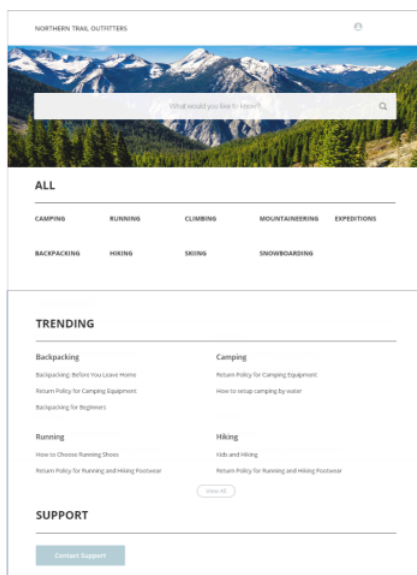 NORTHERN TRAIL OUTFITTERS
What would you like to know?
ALL
CAMPING RUNNING CLIMBING MOUNTAINEERING EXPEDITIONS
BACKPACKING HIKING SKIING SNOWBOARDING
TRENDING
Backpacking Camping
Backpacking: Before You Leave Home Return Policy for Camping Equipment
Return Policy for Camping Equipment How to setup camping by water
Backpacking for Beginners
Running Hiking
How to Choose Running Shoes Kids and Hiking
Return Policy for Running and Hiking Footwear Return Policy for Running and Hiking Footwear
View All
SUPPORT
Contact Support